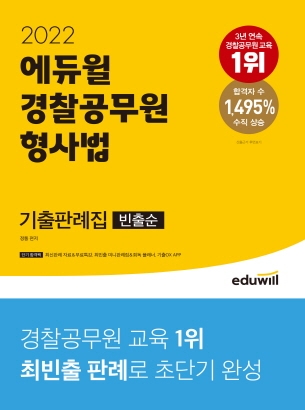 2022
에듀윌
경찰공무원
형사법
3년 연속
경찰공무원 교육
1위
합격자 수
1,495%
수직 상승
기출판례집 빈출순
편저
eduwill
경찰공무원 교육 1위
최빈출 판례로 초단기 완성